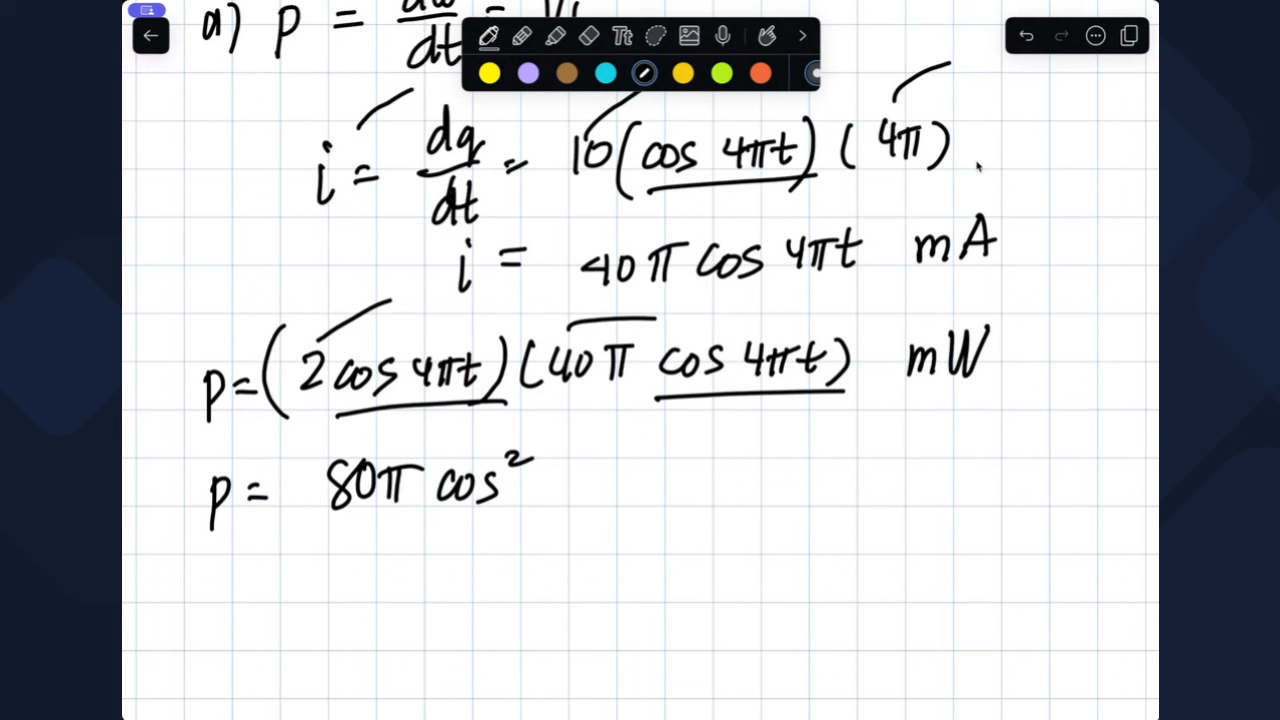 a) p = dw/dt = Vi
i = dq/dt = 10(cos 4πt)(4π)
i = 40π cos 4πt mA
p=(2 cos 4πt)(40π cos 4πt) mW
p= 80π cos²